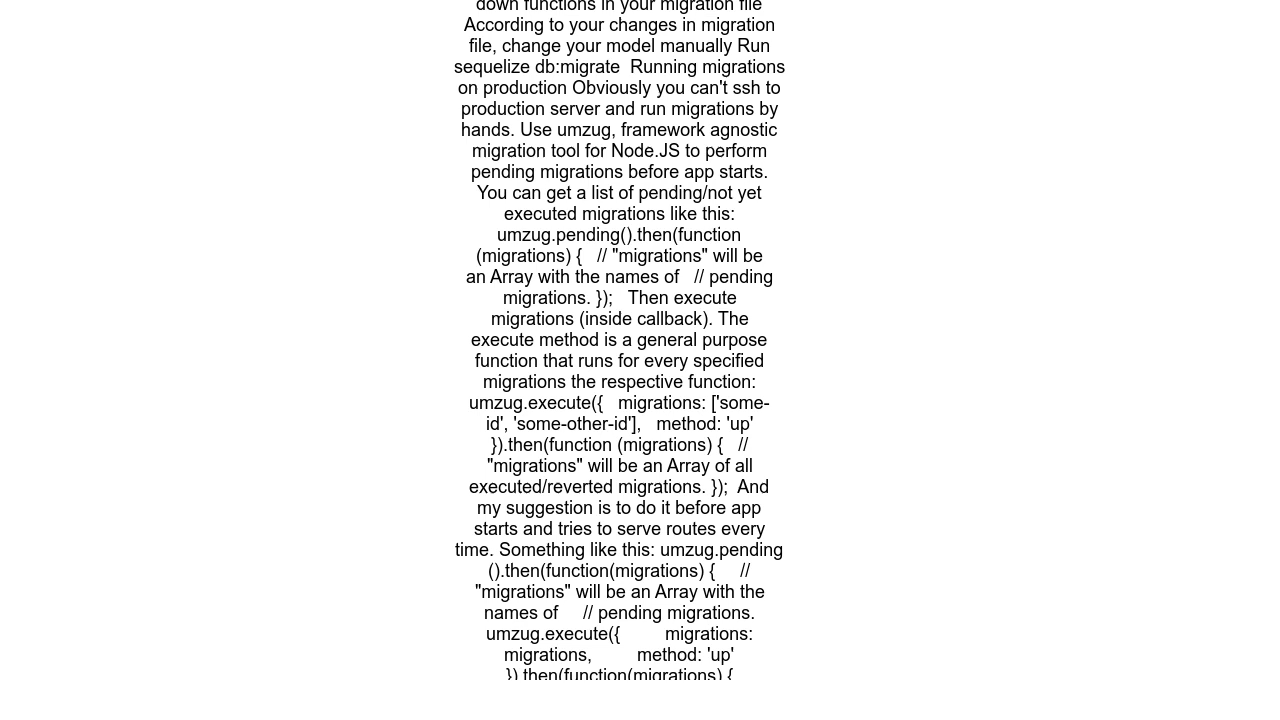 down functions in your migration file
According to your changes in migration
file, change your model manually Run
sequelize db:migrate  Running migrations
on production Obviously you can't ssh to
production server and run migrations by
hands. Use umzug, framework agnostic
migration tool for Node.JS to perform
pending migrations before app starts.
You can get a list of pending/not yet
executed migrations like this:
umzug.pending().then(function
(migrations) {   // "migrations" will be
an Array with the names of   // pending
migrations. });   Then execute
migrations (inside callback). The
execute method is a general purpose
function that runs for every specified
migrations the respective function:
umzug.execute({   migrations: ['some-
id', 'some-other-id'],   method: 'up'
}).then(function (migrations) {   //
"migrations" will be an Array of all
executed/reverted migrations. });  And
my suggestion is to do it before app
starts and tries to serve routes every
time. Something like this: umzug.pending
().then(function(migrations) {     //
"migrations" will be an Array with the
names of     // pending migrations.
umzug.execute({         migrations:
migrations,         method: 'up'
}).then(function(migrations) {